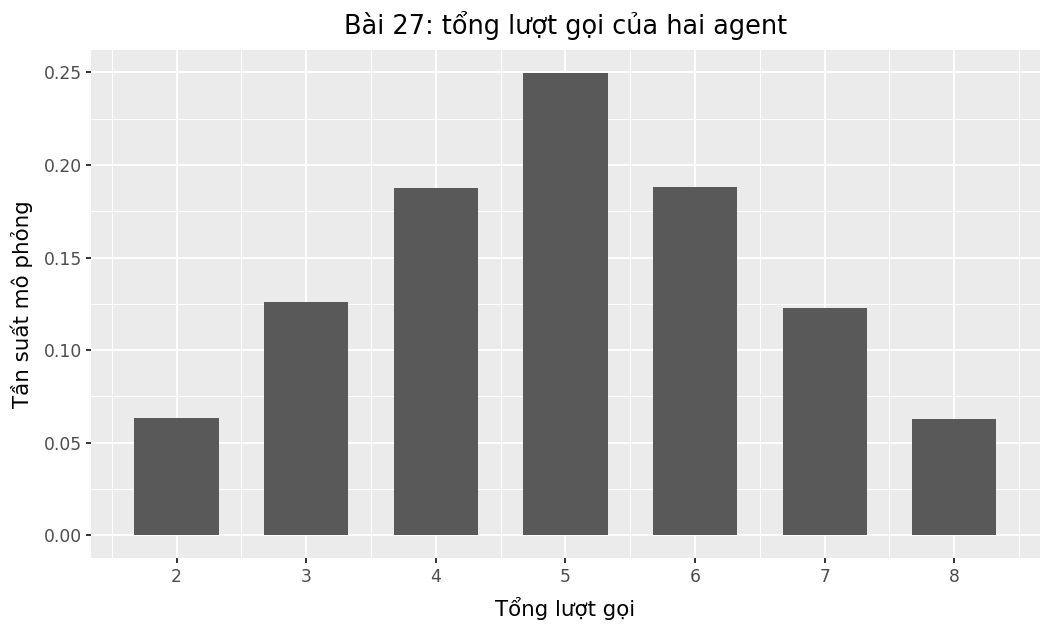 Bài 27: tổng lượt gọi của hai agent
Tần suất mô phỏng
0.25
0.20
0.15
0.10
0.05
0.00
2 3 4 5 6 7 8
Tổng lượt gọi